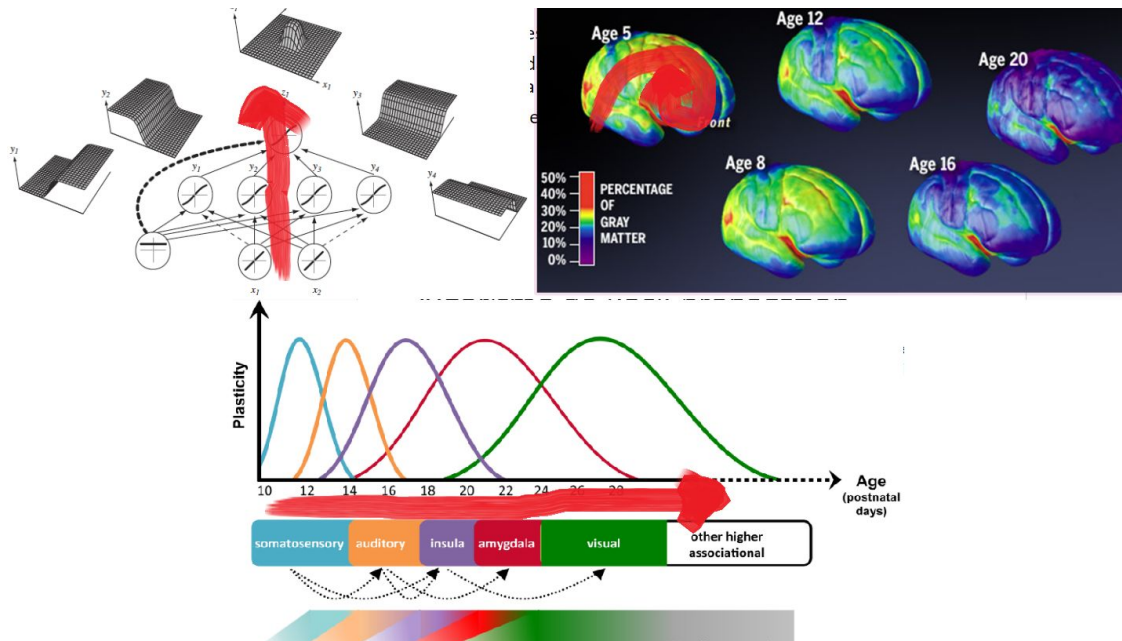 x1
y2
y3
z1
y1
y1
y2
y3
y4
y4
x1
x2
Age 5
Age 12
Age 20
Front
Age 8
Age 16
50%
40%
30%
20%
10%
0%
PERCENTAGE
OF
GRAY
MATTER
Plasticity
10 12 14 16 18 20 22 24 26 28
Age
(postnatal
days)
somatosensory auditory insula amygdala visual other higher
associational